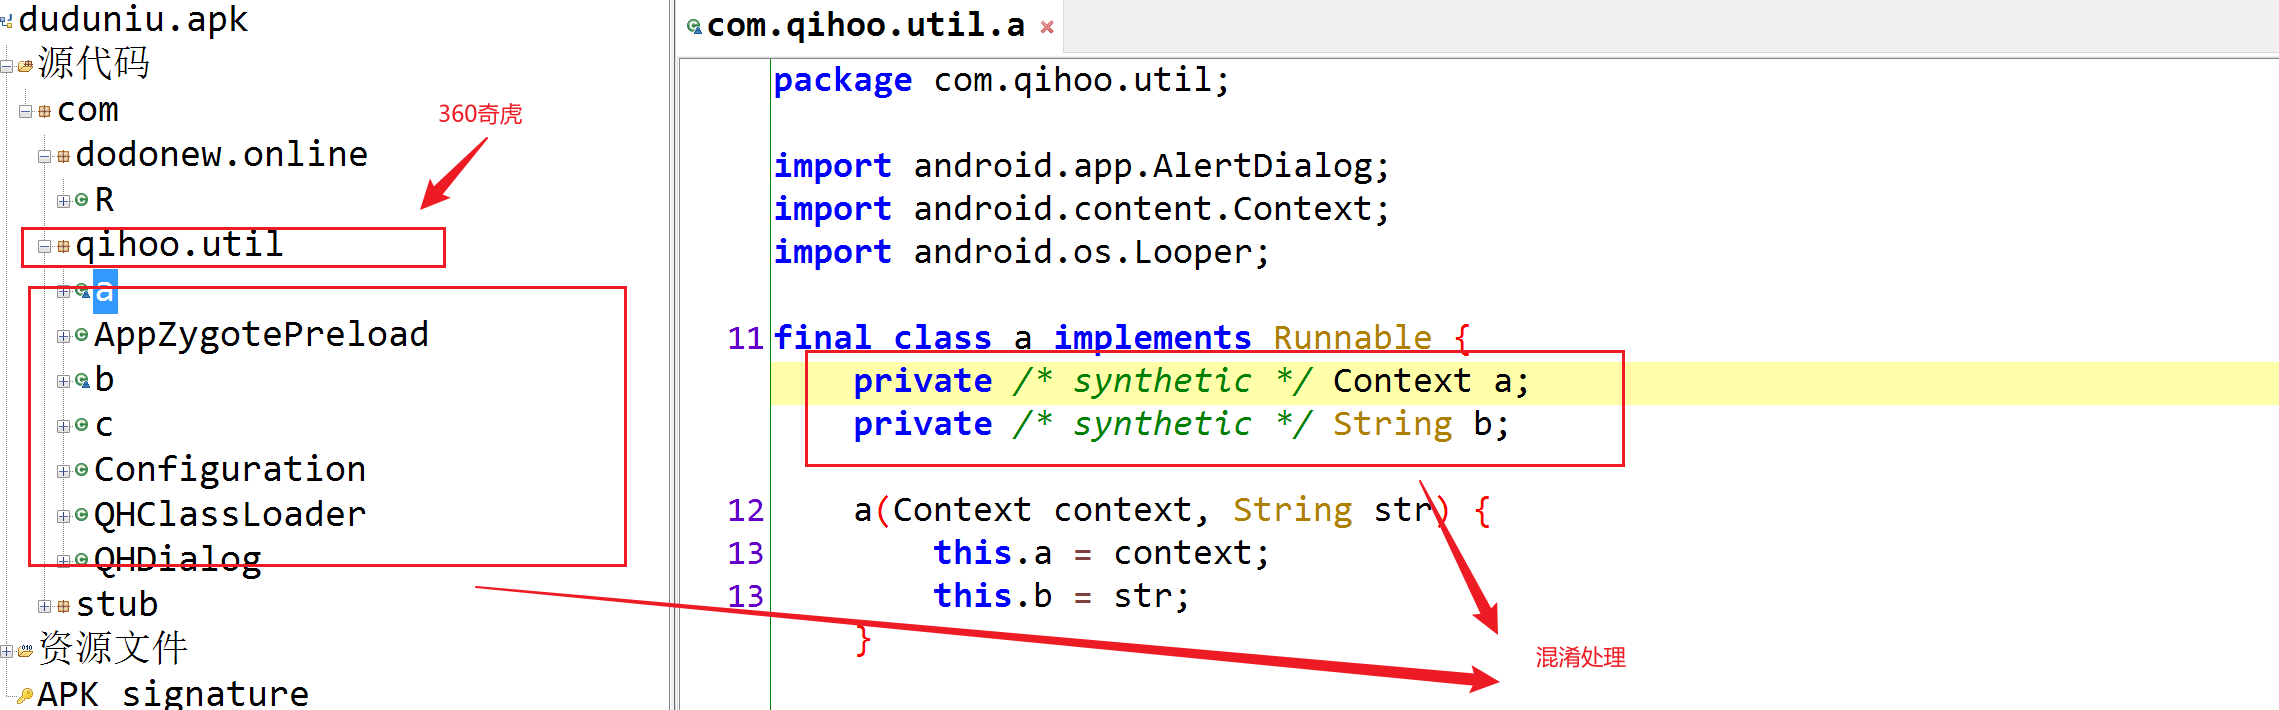 duduniu.apk
源代码
com
dodonew.online
R
qihoo.util
a
AppZygotePreload
b
c
Configuration
QHClassLoader
QHDialog
stub
资源文件
APK signature
360奇虎
com.qihoo.util.a
package com.qihoo.util;
import android.app.AlertDialog;
import android.content.Context;
import android.os.Looper;
11 final class a implements Runnable {
private /* synthetic */ Context a;
private /* synthetic */ String b;
12 a(Context context, String str) {
13 this.a = context;
13 this.b = str;
}
混淆处理